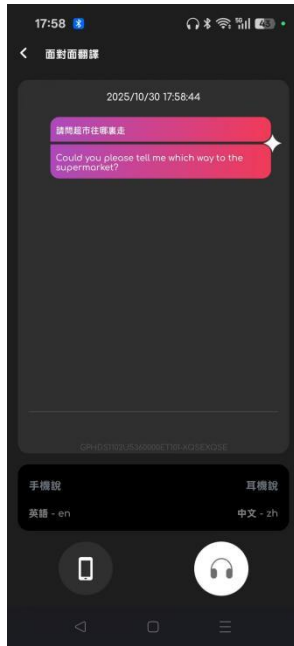 17:58
5G
43
面對面翻譯
2025/10/30 17:58:44
請問超市往哪裏走
Could you please tell me which way to the
supermarket?
手機說
耳機說
英語 - en
中文 - zh